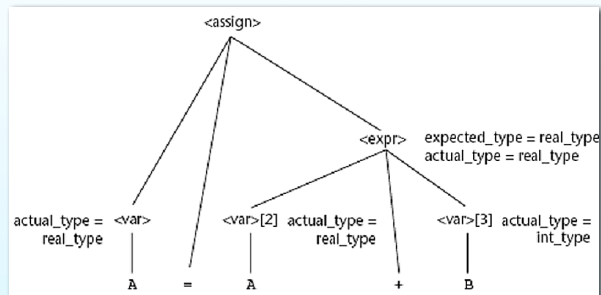 <assign>
<expr> expected_type = real_type
actual_type = real_type
actual_type = <var> <var>[2] actual_type = <var>[3] actual_type =
real_type real_type int_type
A = A + B